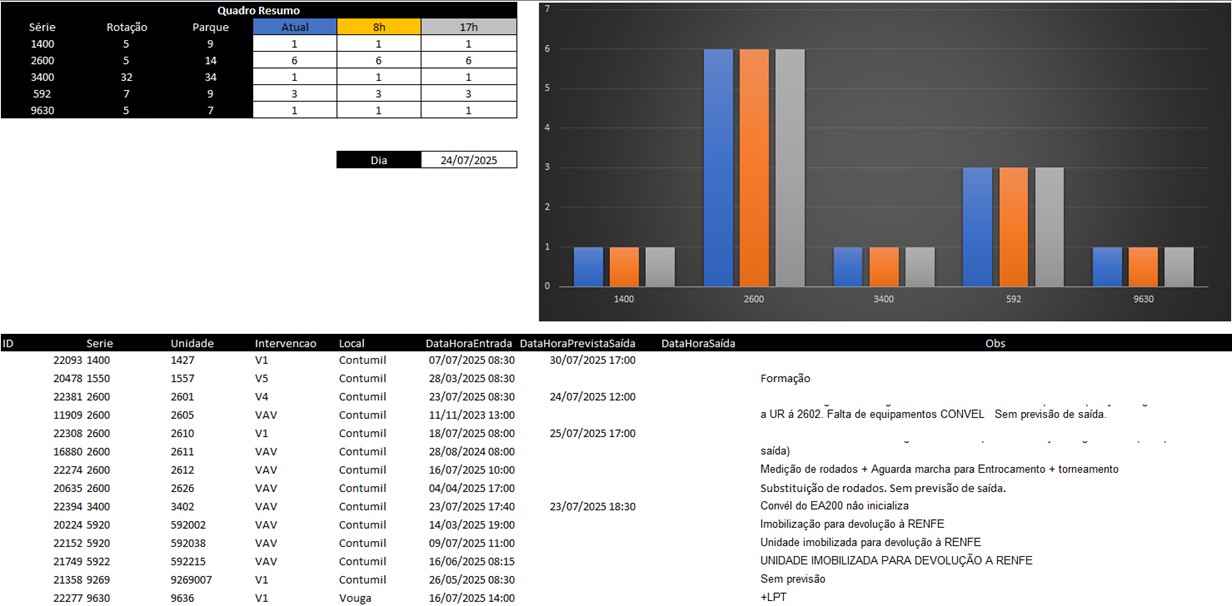 Quadro Resumo
Série Rotação Parque Atual 8h 17h
1400 5 9 1 1 1
2600 5 14 6 6 6
3400 32 34 1 1 1
592 7 9 3 3 3
9630 5 7 1 1 1
Dia 24/07/2025
7
6
5
4
3
2
1
0
1400 2600 3400 592 9630
ID Serie Unidade Intervencao Local DataHoraEntrada DataHoraPrevistaSaída DataHoraSaída Obs
22093 1400 1427 V1 Contumil 07/07/2025 08:30 30/07/2025 17:00
20478 1550 1557 V5 Contumil 28/03/2025 08:30 Formação
22381 2600 2601 V4 Contumil 23/07/2025 08:30 24/07/2025 12:00
11909 2600 2605 VAV Contumil 11/11/2023 13:00 a UR á 2602. Falta de equipamentos CONVEL Sem previsão de saída.
22308 2600 2610 V1 Contumil 18/07/2025 08:00 25/07/2025 17:00
16880 2600 2611 VAV Contumil 28/08/2024 08:00 saída)
22274 2600 2612 VAV Contumil 16/07/2025 10:00 Medição de rodados + Aguarda marcha para Entrocamento + torneamento
20635 2600 2626 VAV Contumil 04/04/2025 17:00 Substituição de rodados. Sem previsão de saída.
22394 3400 3402 VAV Contumil 23/07/2025 17:40 23/07/2025 18:30 Convél do EA200 não inicializa
20224 5920 592002 VAV Contumil 14/03/2025 19:00 Imobilização para devolução à RENFE
22152 5920 592038 VAV Contumil 09/07/2025 11:00 Unidade imobilizada para devolução à RENFE
21749 5922 592215 VAV Contumil 16/06/2025 08:15 UNIDADE IMOBILIZADA PARA DEVOLUÇÃO A RENFE
21358 9269 9269007 V1 Contumil 26/05/2025 08:30 Sem previsão
22277 9630 9636 V1 Vouga 16/07/2025 14:00 +LPT